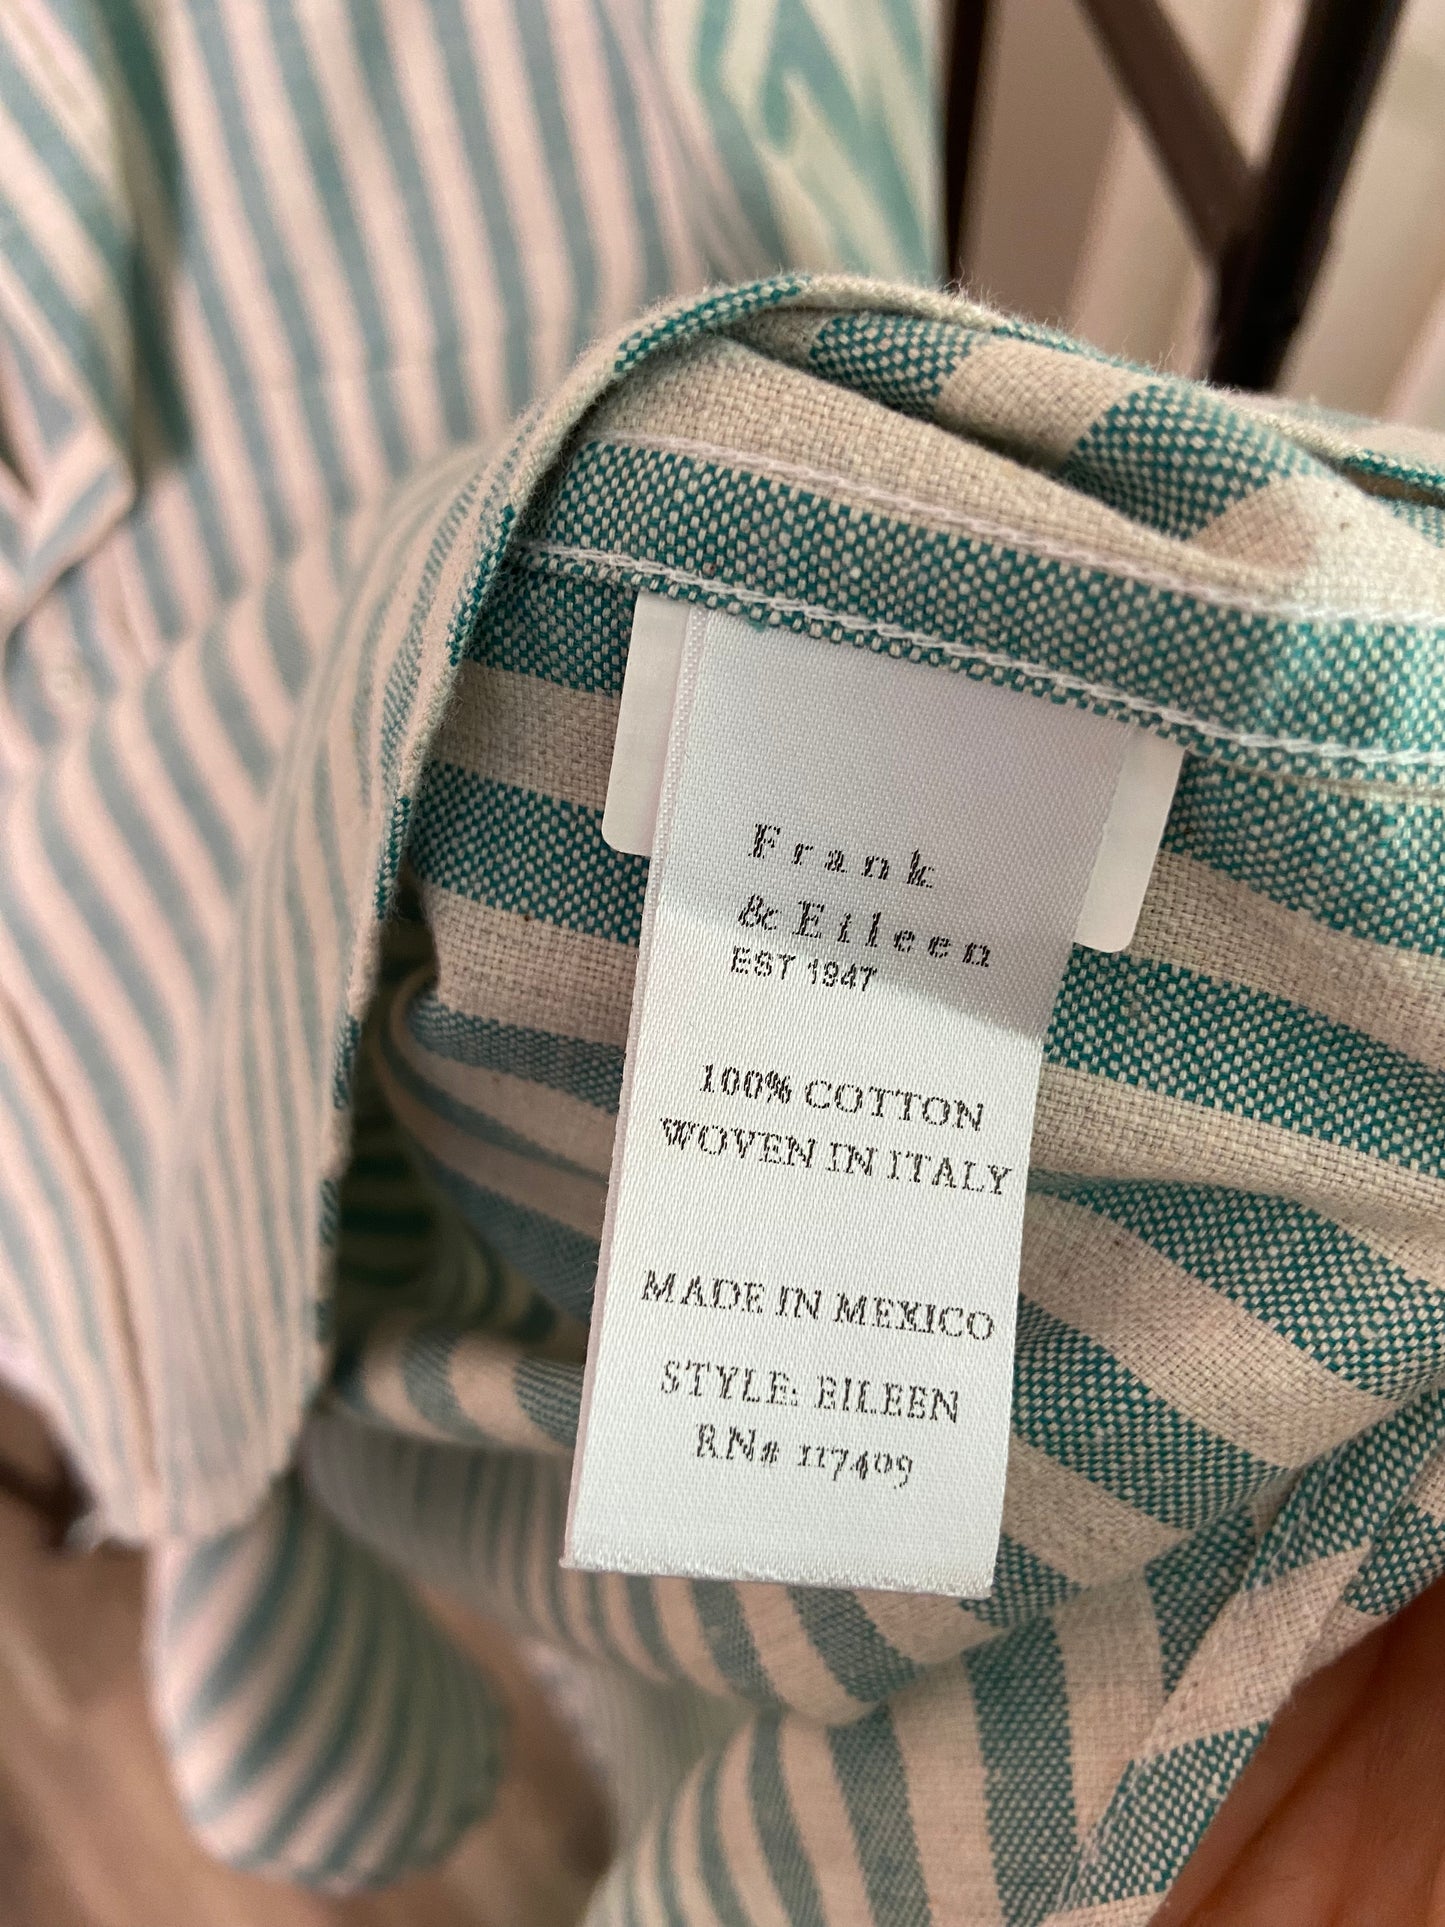 Frank
& Eileen
EST 1947
100% COTTON
WOVEN IN ITALY
MADE IN MEXICO
STYLE: EILEEN
RN# 117409